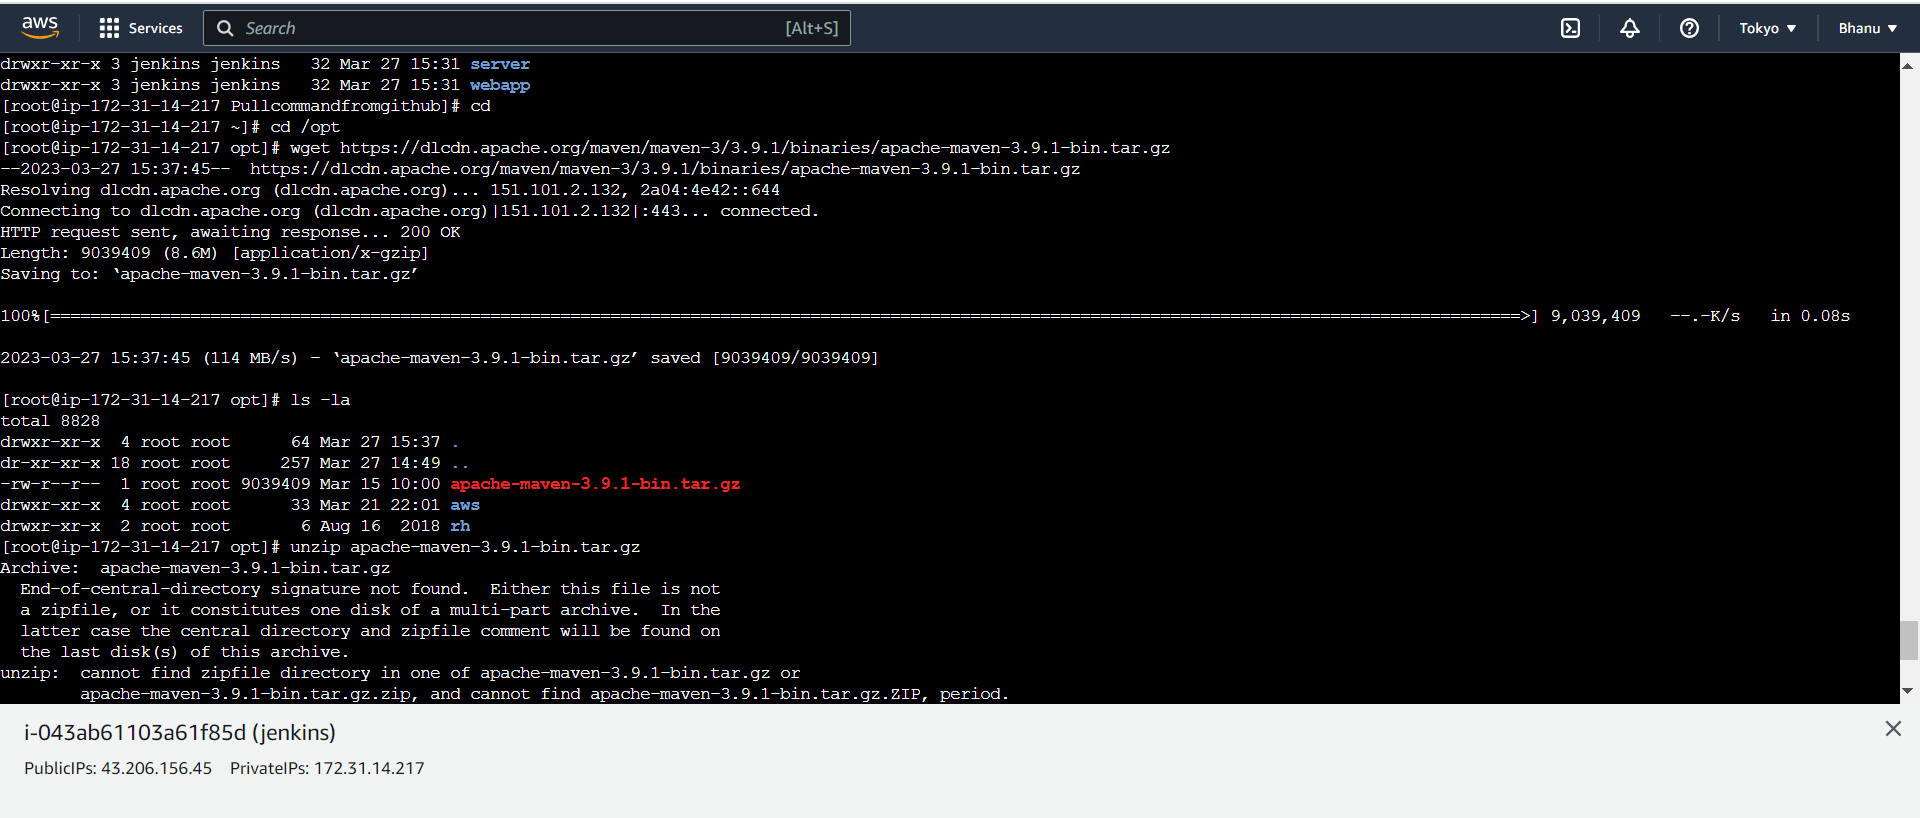 aws Services Search [Alt+S] Tokyo Bhanu
drwxr-xr-x 3 jenkins jenkins   32 Mar 27 15:31 server
drwxr-xr-x 3 jenkins jenkins   32 Mar 27 15:31 webapp
[root@ip-172-31-14-217 Pullcommandfromgithub]# cd
[root@ip-172-31-14-217 ~]# cd /opt
[root@ip-172-31-14-217 opt]# wget https://dlcdn.apache.org/maven/maven-3/3.9.1/binaries/apache-maven-3.9.1-bin.tar.gz
--2023-03-27 15:37:45--  https://dlcdn.apache.org/maven/maven-3/3.9.1/binaries/apache-maven-3.9.1-bin.tar.gz
Resolving dlcdn.apache.org (dlcdn.apache.org)... 151.101.2.132, 2a04:4e42::644
Connecting to dlcdn.apache.org (dlcdn.apache.org)|151.101.2.132|:443... connected.
HTTP request sent, awaiting response... 200 OK
Length: 9039409 (8.6M) [application/x-gzip]
Saving to: ‘apache-maven-3.9.1-bin.tar.gz’
100%[===================================================================================================================================================>] 9,039,409   --.-K/s   in 0.08s
2023-03-27 15:37:45 (114 MB/s) - ‘apache-maven-3.9.1-bin.tar.gz’ saved [9039409/9039409]
[root@ip-172-31-14-217 opt]# ls -la
total 8828
drwxr-xr-x  4 root root      64 Mar 27 15:37 .
dr-xr-xr-x 18 root root     257 Mar 27 14:49 ..
-rw-r--r--  1 root root 9039409 Mar 15 10:00 apache-maven-3.9.1-bin.tar.gz
drwxr-xr-x  4 root root      33 Mar 21 22:01 aws
drwxr-xr-x  2 root root       6 Aug 16  2018 rh
[root@ip-172-31-14-217 opt]# unzip apache-maven-3.9.1-bin.tar.gz
Archive:  apache-maven-3.9.1-bin.tar.gz
  End-of-central-directory signature not found.  Either this file is not
  a zipfile, or it constitutes one disk of a multi-part archive.  In the
  latter case the central directory and zipfile comment will be found on
  the last disk(s) of this archive.
unzip:  cannot find zipfile directory in one of apache-maven-3.9.1-bin.tar.gz or
        apache-maven-3.9.1-bin.tar.gz.zip, and cannot find apache-maven-3.9.1-bin.tar.gz.ZIP, period.
i-043ab61103a61f85d (jenkins)
PublicIPs: 43.206.156.45 PrivateIPs: 172.31.14.217